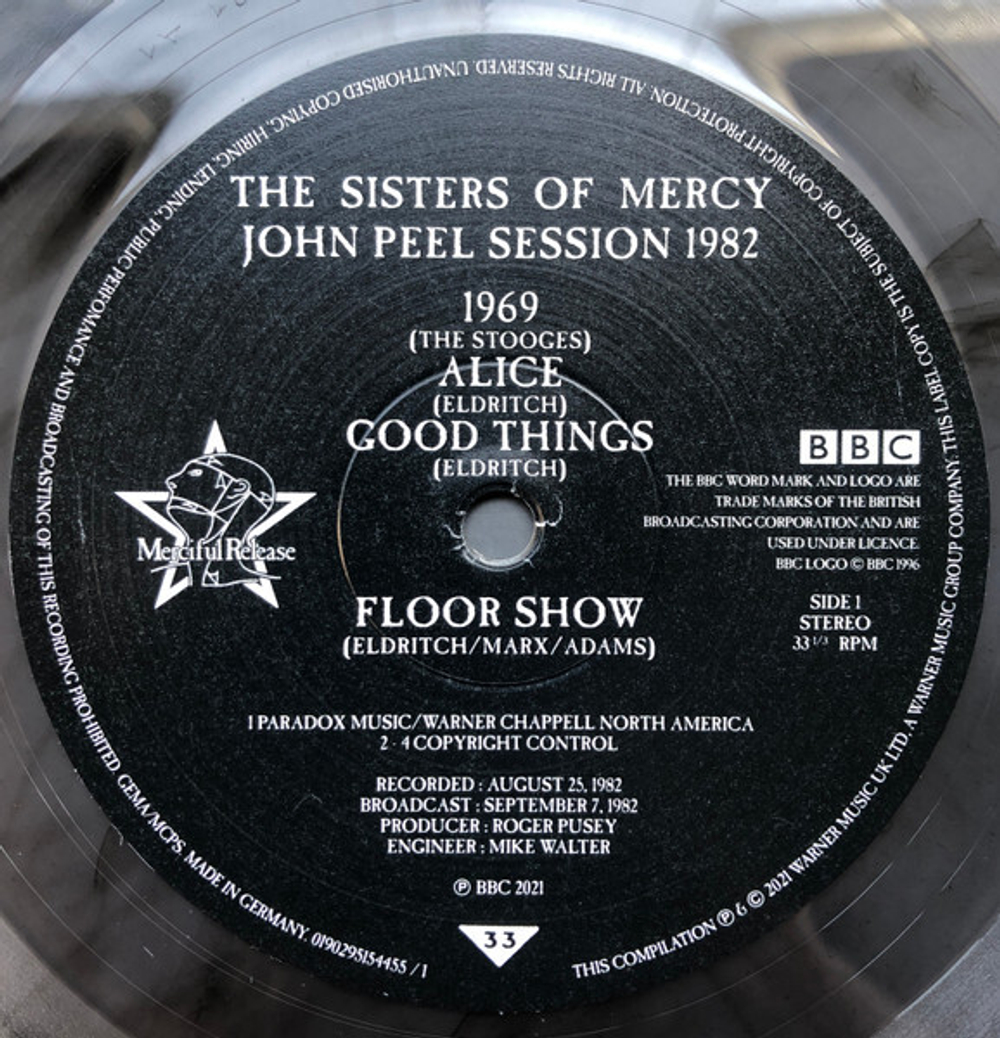 THE SISTERS OF MERCY
JOHN PEEL SESSION 1982
1969
(THE STOOGES)
ALICE
(ELDRITCH)
GOOD THINGS
(ELDRITCH)
FLOOR SHOW
(ELDRITCH/MARX/ADAMS)
Merciful Release
BBC
THE BBC WORD MARK AND LOGO ARE
TRADE MARKS OF THE BRITISH
BROADCASTING CORPORATION AND ARE
USED UNDER LICENCE.
BBC LOGO © BBC 1996
SIDE 1
STEREO
33 1/3 RPM
1 PARADOX MUSIC/WARNER CHAPPELL NORTH AMERICA
2 - 4 COPYRIGHT CONTROL
RECORDED : AUGUST 25, 1982
BROADCAST : SEPTEMBER 7, 1982
PRODUCER : ROGER PUSEY
ENGINEER : MIKE WALTER
℗ BBC 2021
33
THIS COMPILATION ℗ & © 2021 WARNER MUSIC UK LTD. A WARNER MUSIC GROUP COMPANY. THIS LABEL COPY IS THE SUBJECT OF COPYRIGHT PROTECTION. ALL RIGHTS RESERVED. UNAUTHORISED COPYING, HIRING, LENDING, PUBLIC PERFOMANCE AND BROADCASTING OF THIS RECORDING PROHIBITED. GEMA/MCPS. MADE IN GERMANY. 0190295154455 / 1